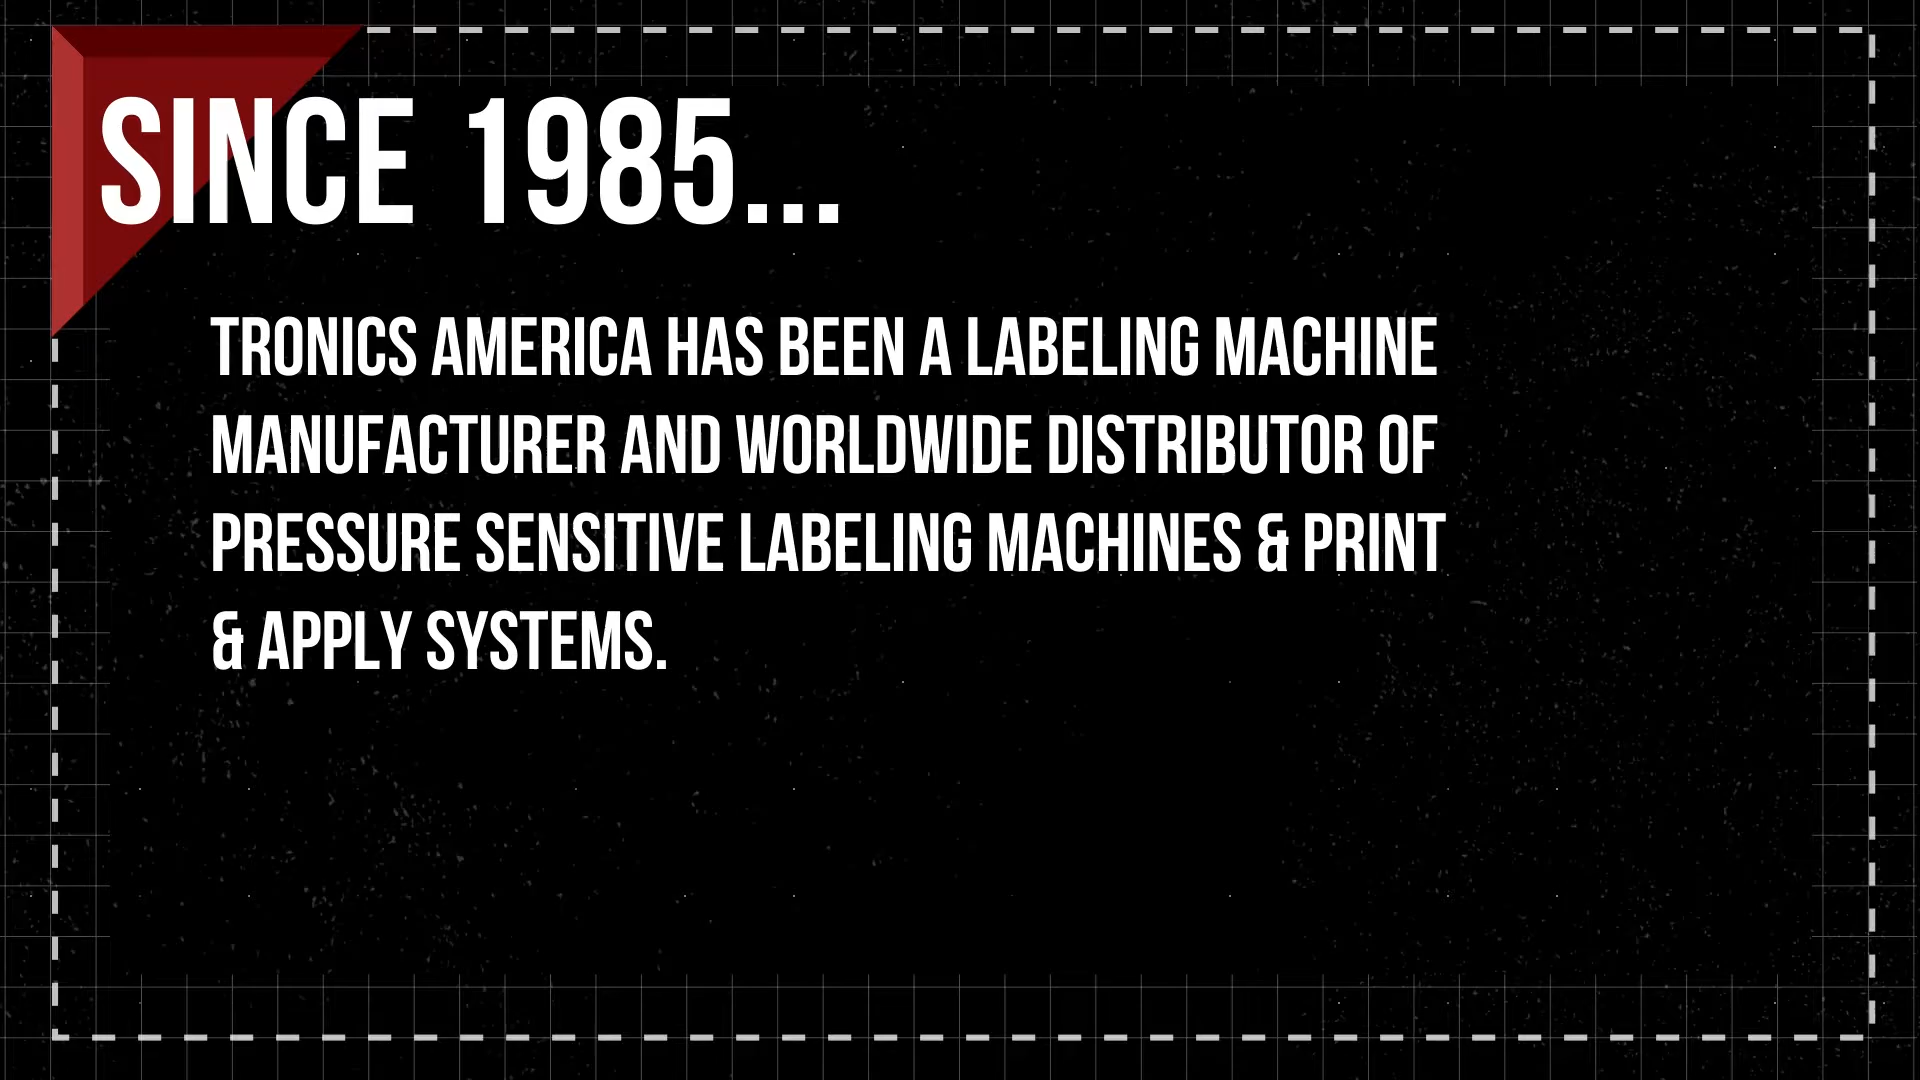 SINCE 1985...
TRONICS AMERICA HAS BEEN A LABELING MACHINE
MANUFACTURER AND WORLDWIDE DISTRIBUTOR OF
PRESSURE SENSITIVE LABELING MACHINES & PRINT
& APPLY SYSTEMS.